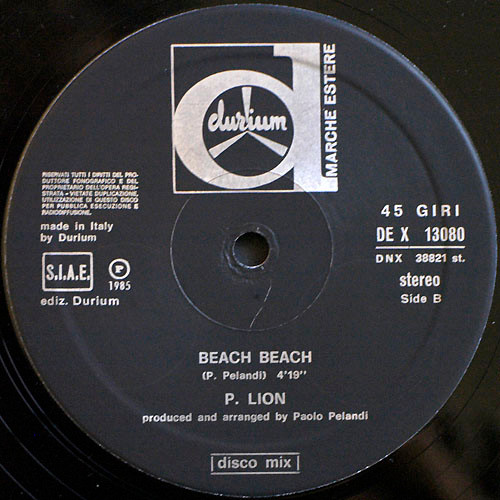 durium
MARCHE ESTERE
RISERVATI TUTTI I DIRITTI DEL PRO-
DUTTORE FONOGRAFICO E DEL
PROPRIETARIO DELL'OPERA REGI-
STRATA - VIETATE DUPLICAZIONE,
UTILIZZAZIONE DI QUESTO DISCO
PER PUBBLICA ESECUZIONE E
RADIODIFFUSIONE.
made in Italy
by Durium
S.I.A.E.
P
1985
ediz. Durium
45 GIRI
DE X 13080
DNX 38821 st.
stereo
Side B
BEACH BEACH
(P. Pelandi) 4'19"
P. LION
produced and arranged by Paolo Pelandi
disco mix